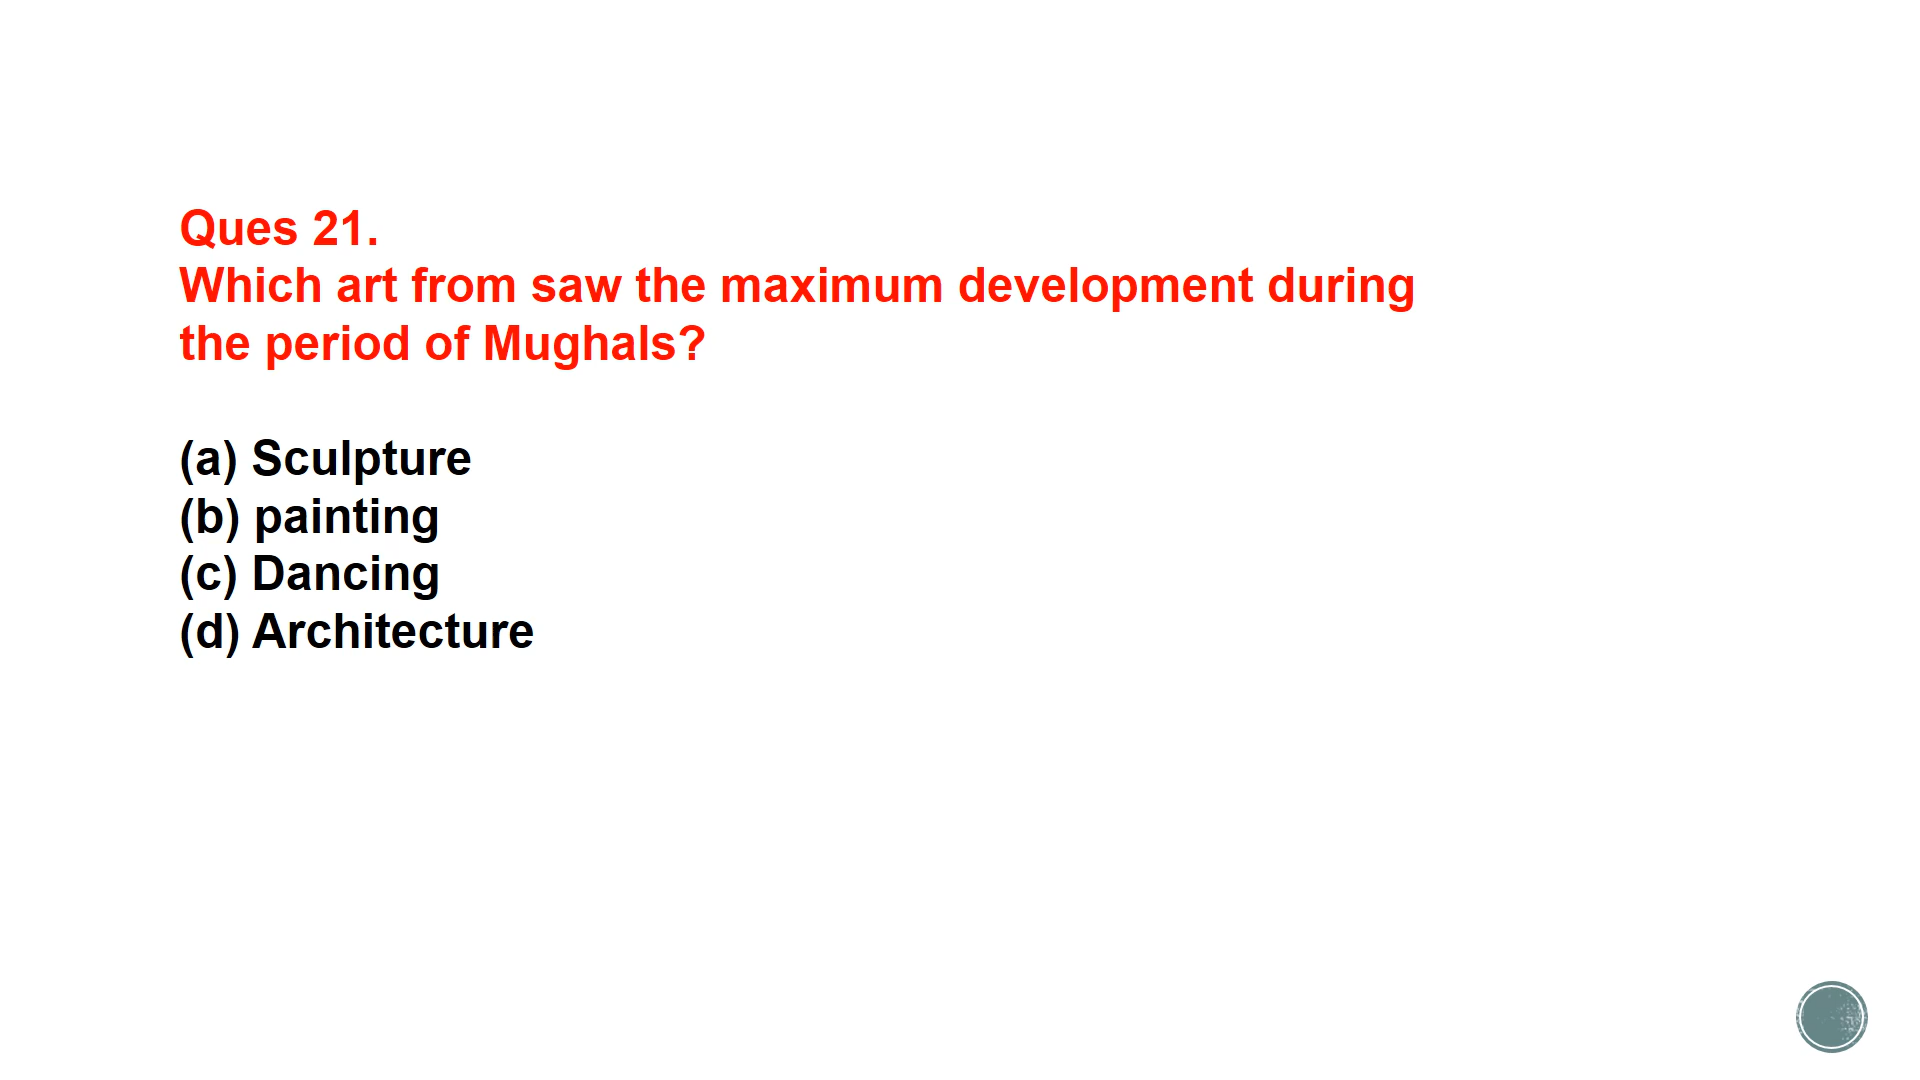 Ques 21.
Which art from saw the maximum development during
the period of Mughals?
(a) Sculpture
(b) painting
(c) Dancing
(d) Architecture